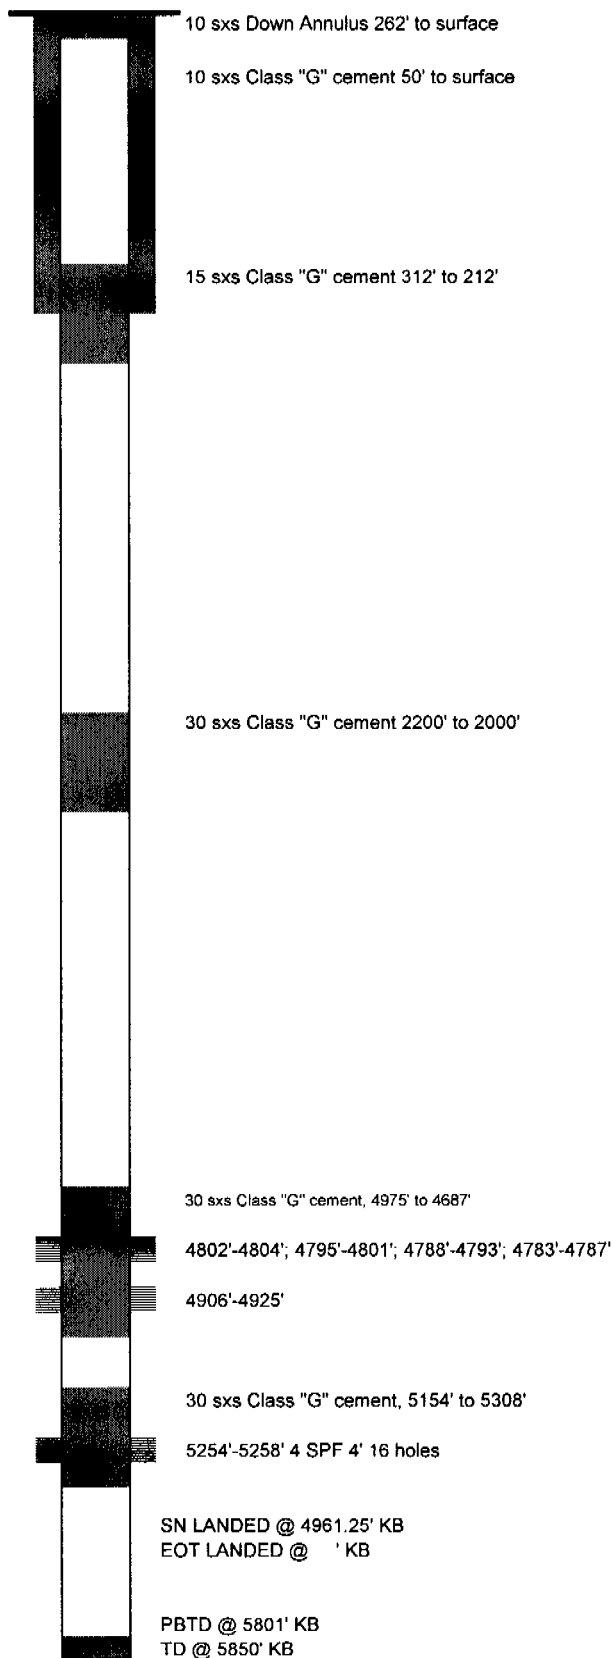 10 sxs Down Annulus 262' to surface
10 sxs Class "G" cement 50' to surface
15 sxs Class "G" cement 312' to 212'
30 sxs Class "G" cement 2200' to 2000'
30 sxs Class "G" cement, 4975' to 4687'
4802'-4804'; 4795'-4801'; 4788'-4793'; 4783'-4787'
4906'-4925'
30 sxs Class "G" cement, 5154' to 5308'
5254'-5258' 4 SPF 4' 16 holes
SN LANDED @ 4961.25' KB
EOT LANDED @ ' KB
PBTD @ 5801' KB
TD @ 5850' KB